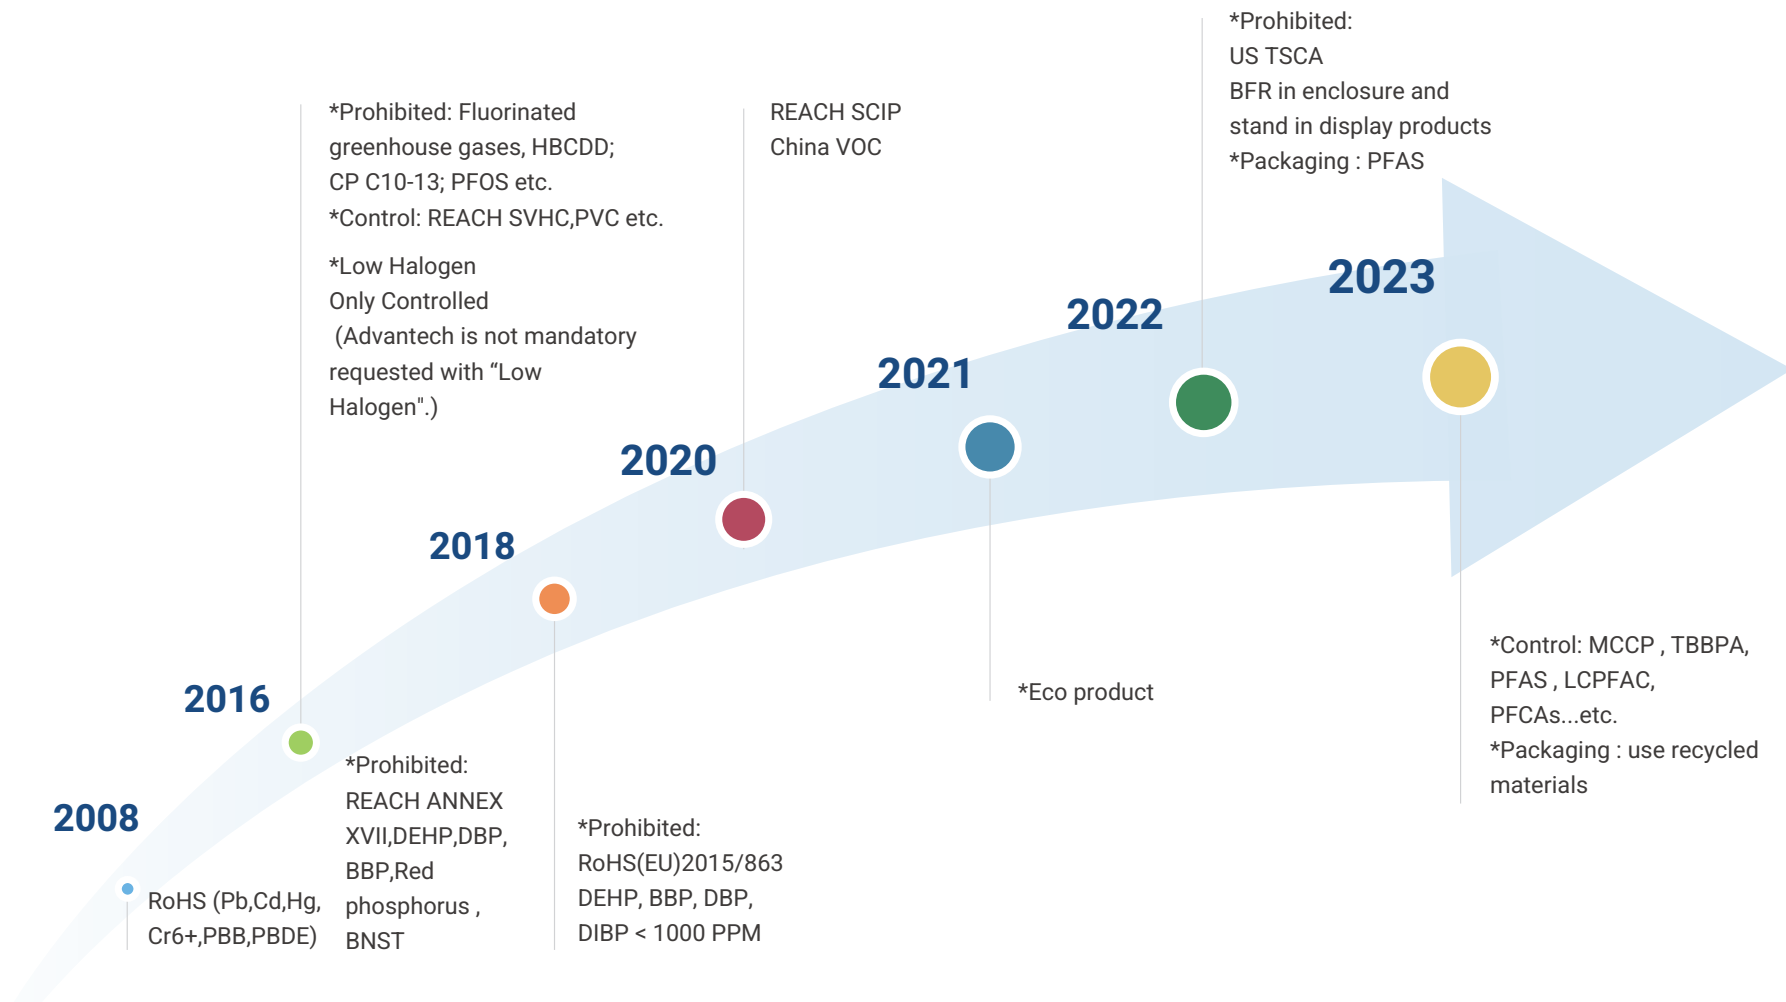 2008
RoHS (Pb,Cd,Hg,
Cr6+,PBB,PBDE)
2016
*Prohibited: Fluorinated
greenhouse gases, HBCDD;
CP C10-13; PFOS etc.
*Control: REACH SVHC,PVC etc.
*Low Halogen
Only Controlled
(Advantech is not mandatory
requested with “Low
Halogen".)
*Prohibited:
REACH ANNEX
XVII,DEHP,DBP,
BBP,Red
phosphorus ,
BNST
2018
*Prohibited:
RoHS(EU)2015/863
DEHP, BBP, DBP,
DIBP < 1000 PPM
2020
REACH SCIP
China VOC
2021
*Eco product
2022
*Prohibited:
US TSCA
BFR in enclosure and
stand in display products
*Packaging : PFAS
2023
*Control: MCCP , TBBPA,
PFAS , LCPFAC,
PFCAs...etc.
*Packaging : use recycled
materials